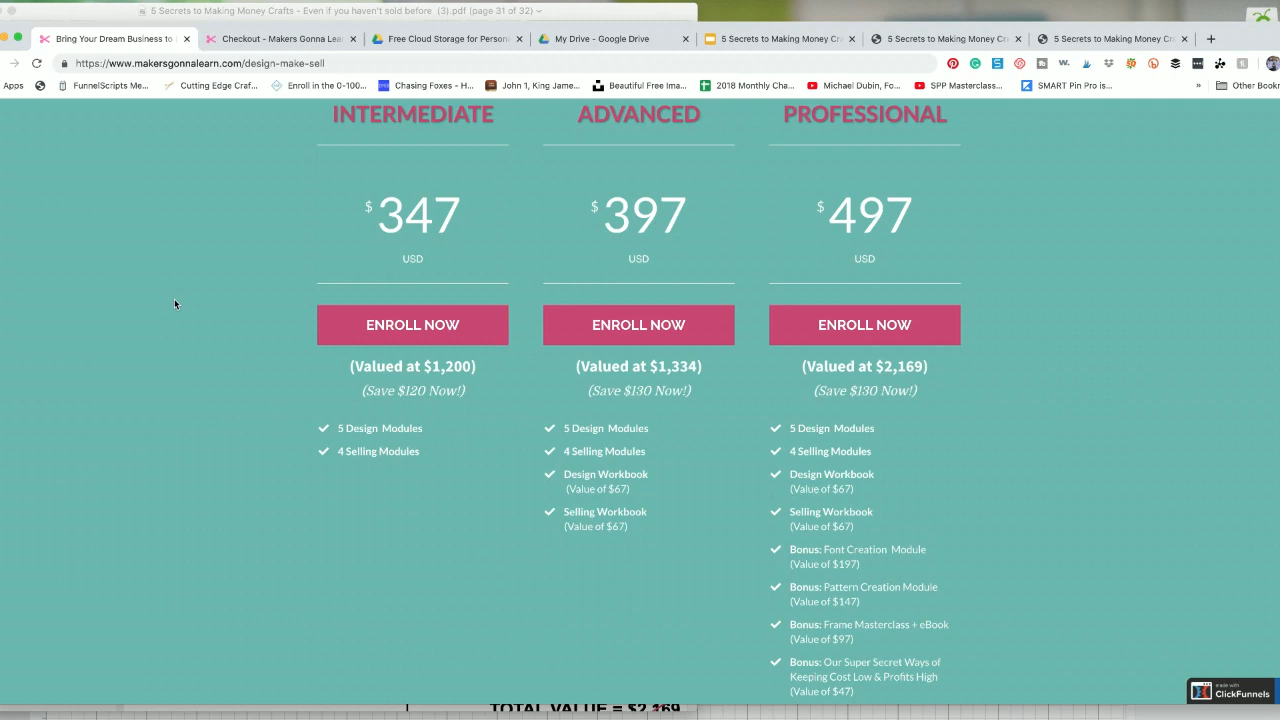 5 Secrets to Making Money Crafts - Even if you haven't sold before (3).pdf (page 31 of 32)
Bring Your Dream Business to
Checkout - Makers Gonna Lea
Free Cloud Storage for Person
My Drive - Google Drive
5 Secrets to Making Money Cr
5 Secrets to Making Money Cr
5 Secrets to Making Money Cr
https://www.makersgonnalearn.com/design-make-sell
Apps
FunnelScripts Me...
Cutting Edge Craf...
Enroll in the 0-100...
Chasing Foxes - H...
John 1, King Jame...
Beautiful Free Ima...
2018 Monthly Cha...
Michael Dubin, Fo...
SPP Masterclass...
SMART Pin Pro is...
»
Other Bookm
INTERMEDIATE
$ 347
USD
ENROLL NOW
(Valued at $1,200)
(Save $120 Now!)
5 Design Modules
4 Selling Modules
ADVANCED
$ 397
USD
ENROLL NOW
(Valued at $1,334)
(Save $130 Now!)
5 Design Modules
4 Selling Modules
Design Workbook
(Value of $67)
Selling Workbook
(Value of $67)
PROFESSIONAL
$ 497
USD
ENROLL NOW
(Valued at $2,169)
(Save $130 Now!)
5 Design Modules
4 Selling Modules
Design Workbook
(Value of $67)
Selling Workbook
(Value of $67)
Bonus: Font Creation Module
(Value of $197)
Bonus: Pattern Creation Module
(Value of $147)
Bonus: Frame Masterclass + eBook
(Value of $97)
Bonus: Our Super Secret Ways of
Keeping Cost Low & Profits High
(Value of $47)
made with
ClickFunnels
TOTAL VALUE = $2,169